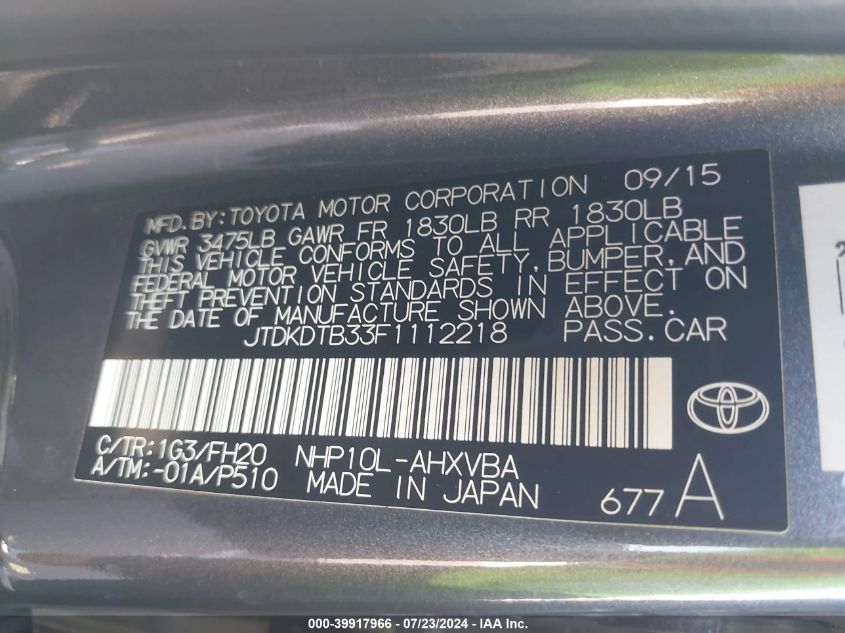 MFD.BY:TOYOTA MOTOR CORPORATION 09/15
GVWR 3475LB GAWR FR 1830LB RR 1830LB
THIS VEHICLE CONFORMS TO ALL APPLICABLE
FEDERAL MOTOR VEHICLE SAFETY,BUMPER,AND
THEFT PREVENTION STANDARDS IN EFFECT ON
THE DATE OF MANUFACTURE SHOWN ABOVE.
JTDKDTB33F1112218 PASS.CAR
C/TR:1G3/FH20 NHP10L-AHXVBA
A/TM:-01A/P510 MADE IN JAPAN 677A
000-39917966 / 07/23/2024 - © IAA Inc.